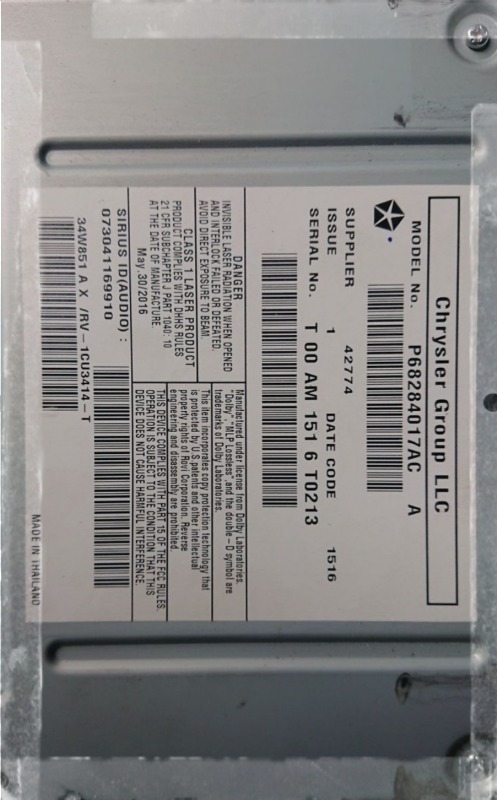 Chrysler Group LLC
MODEL No. P68284017AC A
SUPPLIER 42774 DATE CODE 1516
ISSUE 1
SERIAL No. T 00 AM 151 6 T0213
DANGER
INVISIBLE LASER RADIATION WHEN OPENED
AND INTERLOCK FAILED OR DEFEATED.
AVOID DIRECT EXPOSURE TO BEAM.
CLASS 1 LASER PRODUCT
PRODUCT COMPLIES WITH DHHS RULES
21 CFR SUBCHAPTER J PART 1040: 10
AT THE DATE OF MANUFACTURE.
May.30/2016
Manufactured under license from Dolby Laboratories.
"Dolby","MLP Lossless",and the double-D symbol are
trademarks of Dolby Laboratories.
This item incorporates copy protection technology that
is protected by U.S.patents and other intellectual
property rights of Rovi Corporation. Reverse
engineering and disassembly are prohibited.
THIS DEVICE COMPLIES WITH PART 15 OF THE FCC RULES.
OPERATION IS SUBJECT TO THE CONDITION THAT THIS
DEVICE DOES NOT CAUSE HARMFUL INTERFERENCE.
SIRIUS ID(AUDIO) :
073041169910
34W851 A X /RV-1CU3414-T
MADE IN THAILAND